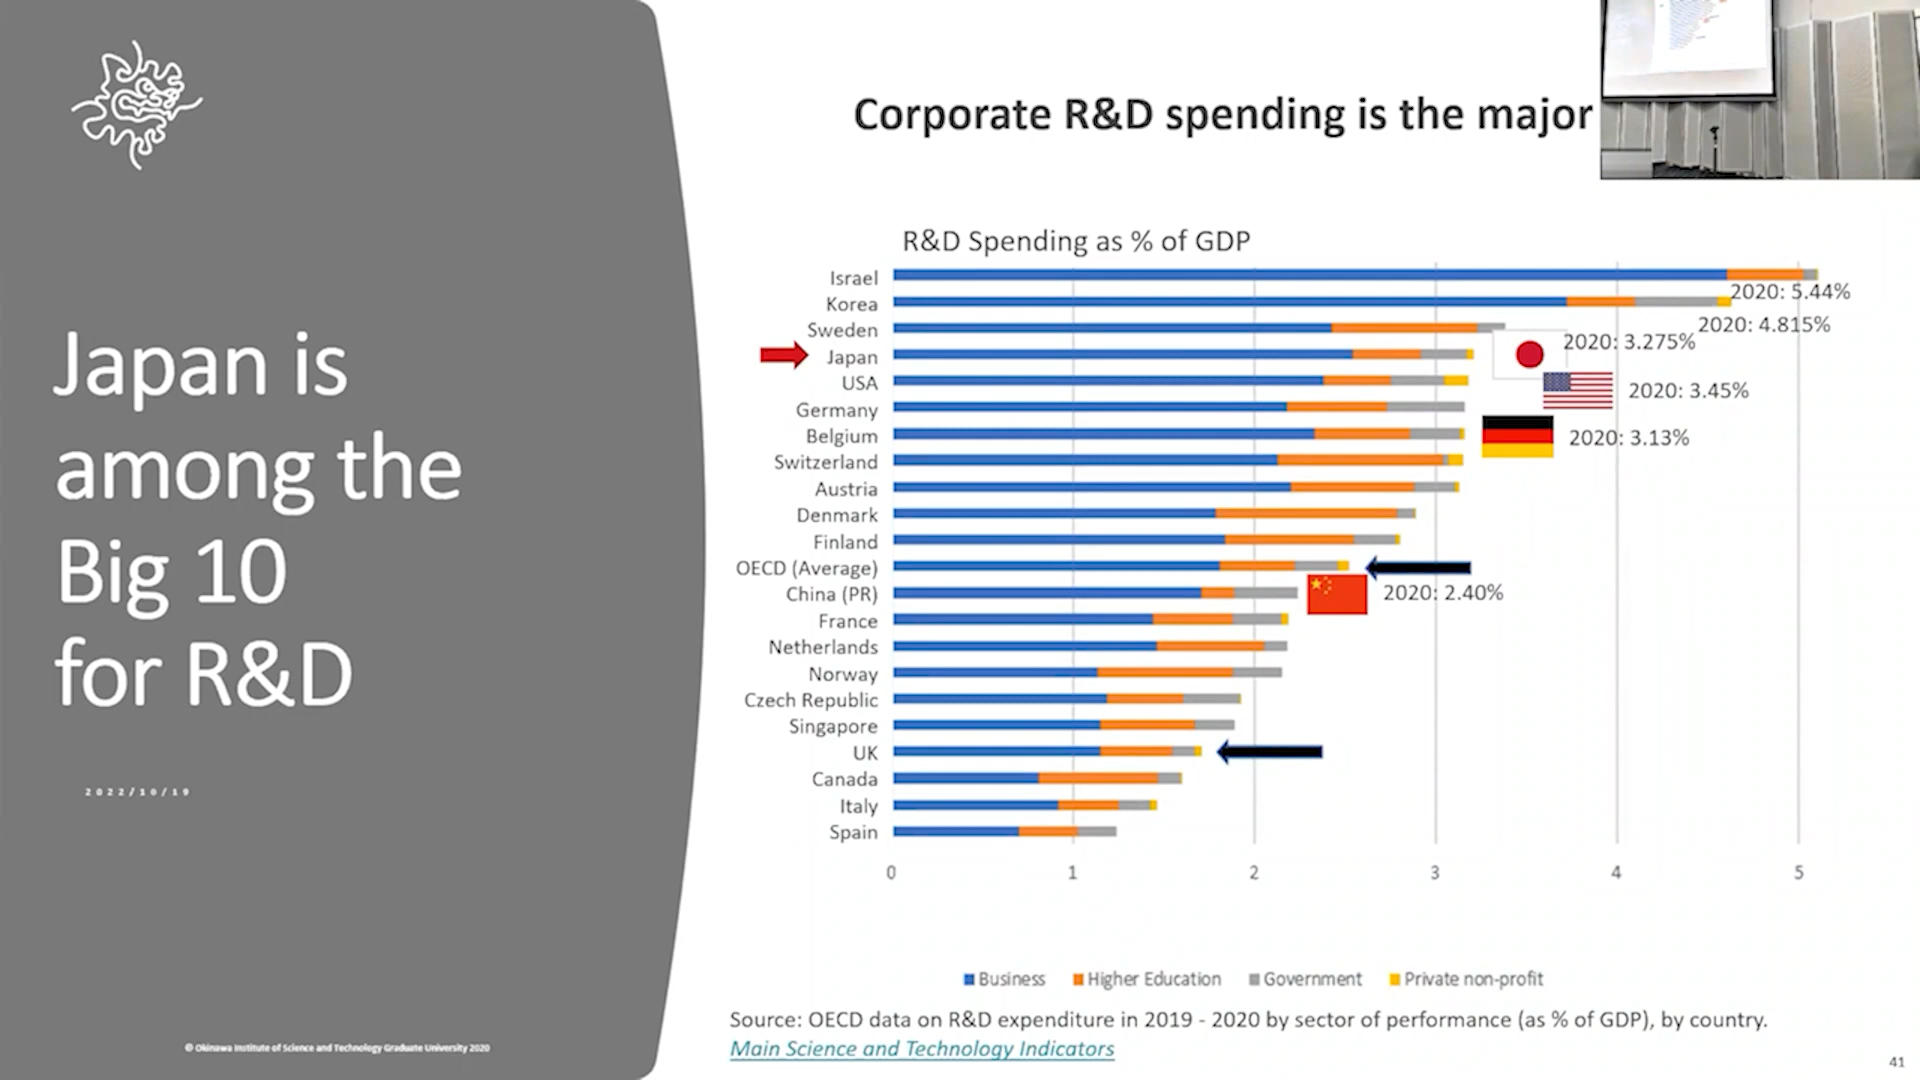 Corporate R&D spending is the major
Japan is
among the
Big 10
for R&D
2022/10/19
© Okinawa Institute of Science and Technology Graduate University 2020
R&D Spending as % of GDP
Israel
2020: 5.44%
Korea
2020: 4.815%
Sweden
2020: 3.275%
Japan
USA
2020: 3.45%
Germany
Belgium
2020: 3.13%
Switzerland
Austria
Denmark
Finland
OECD (Average)
China (PR)
2020: 2.40%
France
Netherlands
Norway
Czech Republic
Singapore
UK
Canada
Italy
Spain
0 1 2 3 4 5
Business Higher Education Government Private non-profit
Source: OECD data on R&D expenditure in 2019 - 2020 by sector of performance (as % of GDP), by country.
Main Science and Technology Indicators
41